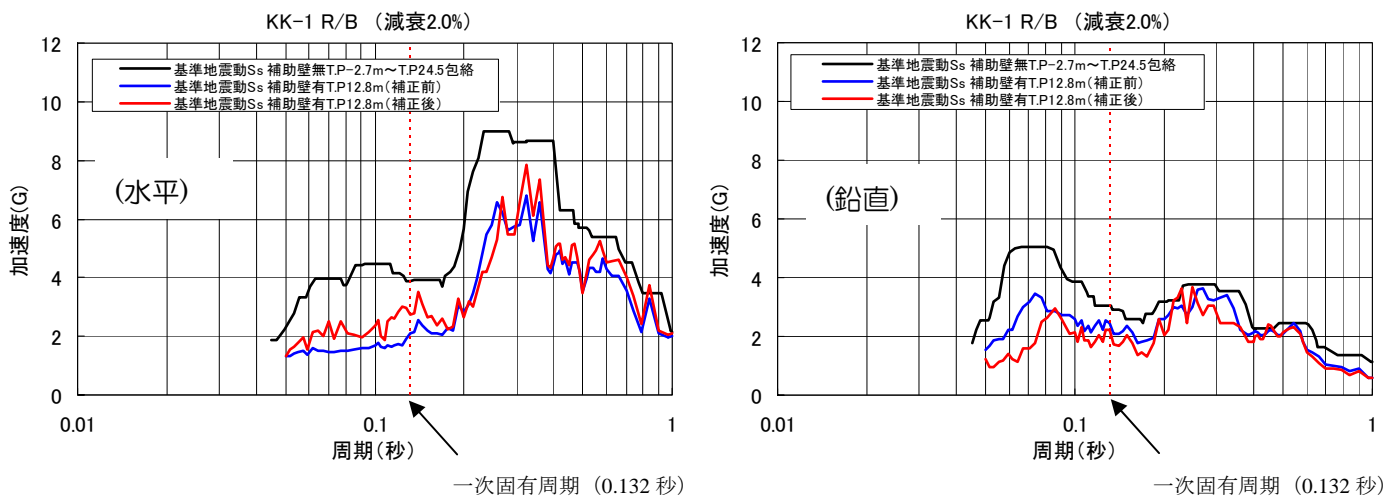 KK-1 R/B （減衰2.0%）
12
10
8
6
4
2
0
加速度(G)
基準地震動Ss 補助壁無T.P-2.7m～T.P24.5包絡
基準地震動Ss 補助壁有T.P12.8m(補正前)
基準地震動Ss 補助壁有T.P12.8m(補正後)
(水平)
0.01
0.1
1
周期(秒)
一次固有周期（0.132 秒）
KK-1 R/B （減衰2.0%）
12
10
8
6
4
2
0
加速度(G)
基準地震動Ss 補助壁無T.P-2.7m～T.P24.5包絡
基準地震動Ss 補助壁有T.P12.8m(補正前)
基準地震動Ss 補助壁有T.P12.8m(補正後)
(鉛直)
0.01
0.1
1
周期(秒)
一次固有周期（0.132 秒）